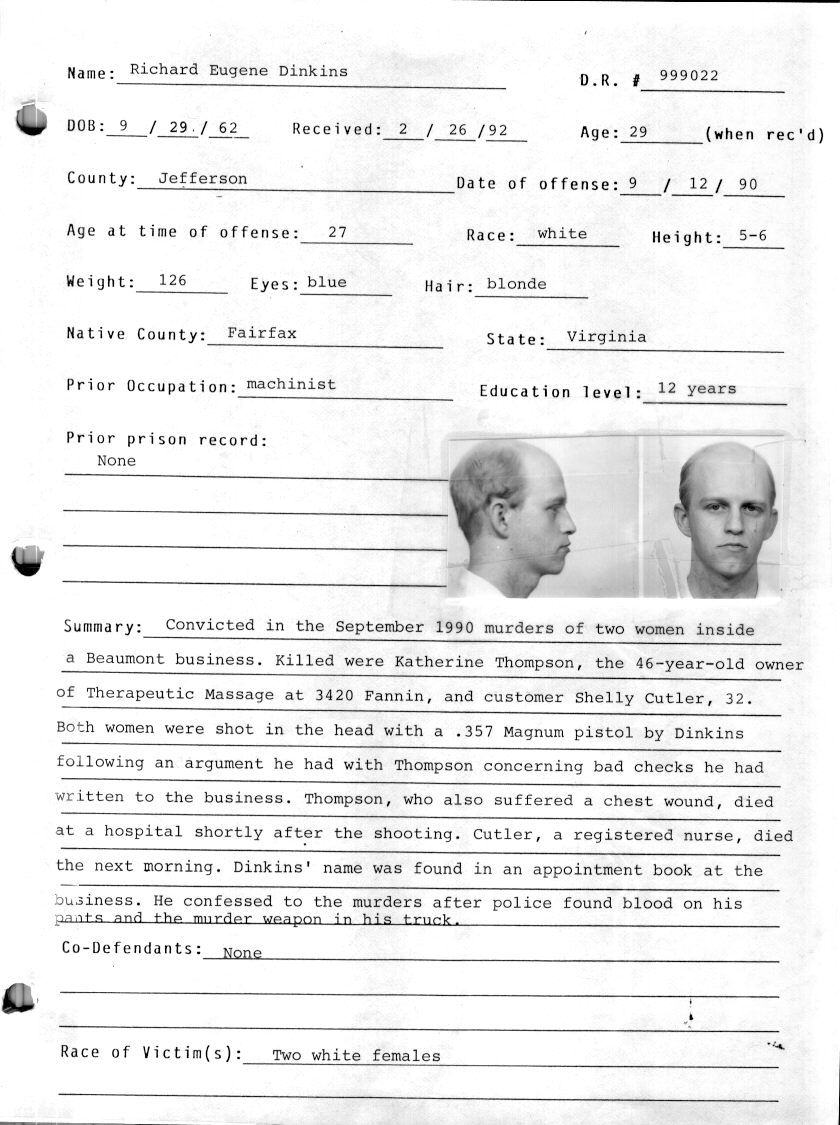 Name: Richard Eugene Dinkins D.R. # 999022
DOB: 9 / 29 / 62 Received: 2 / 26 / 92 Age: 29 (when rec'd)
County: Jefferson Date of offense: 9 / 12 / 90
Age at time of offense: 27 Race: white Height: 5-6
Weight: 126 Eyes: blue Hair: blonde
Native County: Fairfax State: Virginia
Prior Occupation: machinist Education level: 12 years
Prior prison record:
None
Summary: Convicted in the September 1990 murders of two women inside
a Beaumont business. Killed were Katherine Thompson, the 46-year-old owner
of Therapeutic Massage at 3420 Fannin, and customer Shelly Cutler, 32.
Both women were shot in the head with a .357 Magnum pistol by Dinkins
following an argument he had with Thompson concerning bad checks he had
written to the business. Thompson, who also suffered a chest wound, died
at a hospital shortly after the shooting. Cutler, a registered nurse, died
the next morning. Dinkins' name was found in an appointment book at the
business. He confessed to the murders after police found blood on his
pants and the murder weapon in his truck.
Co-Defendants: None
Race of Victim(s): Two white females